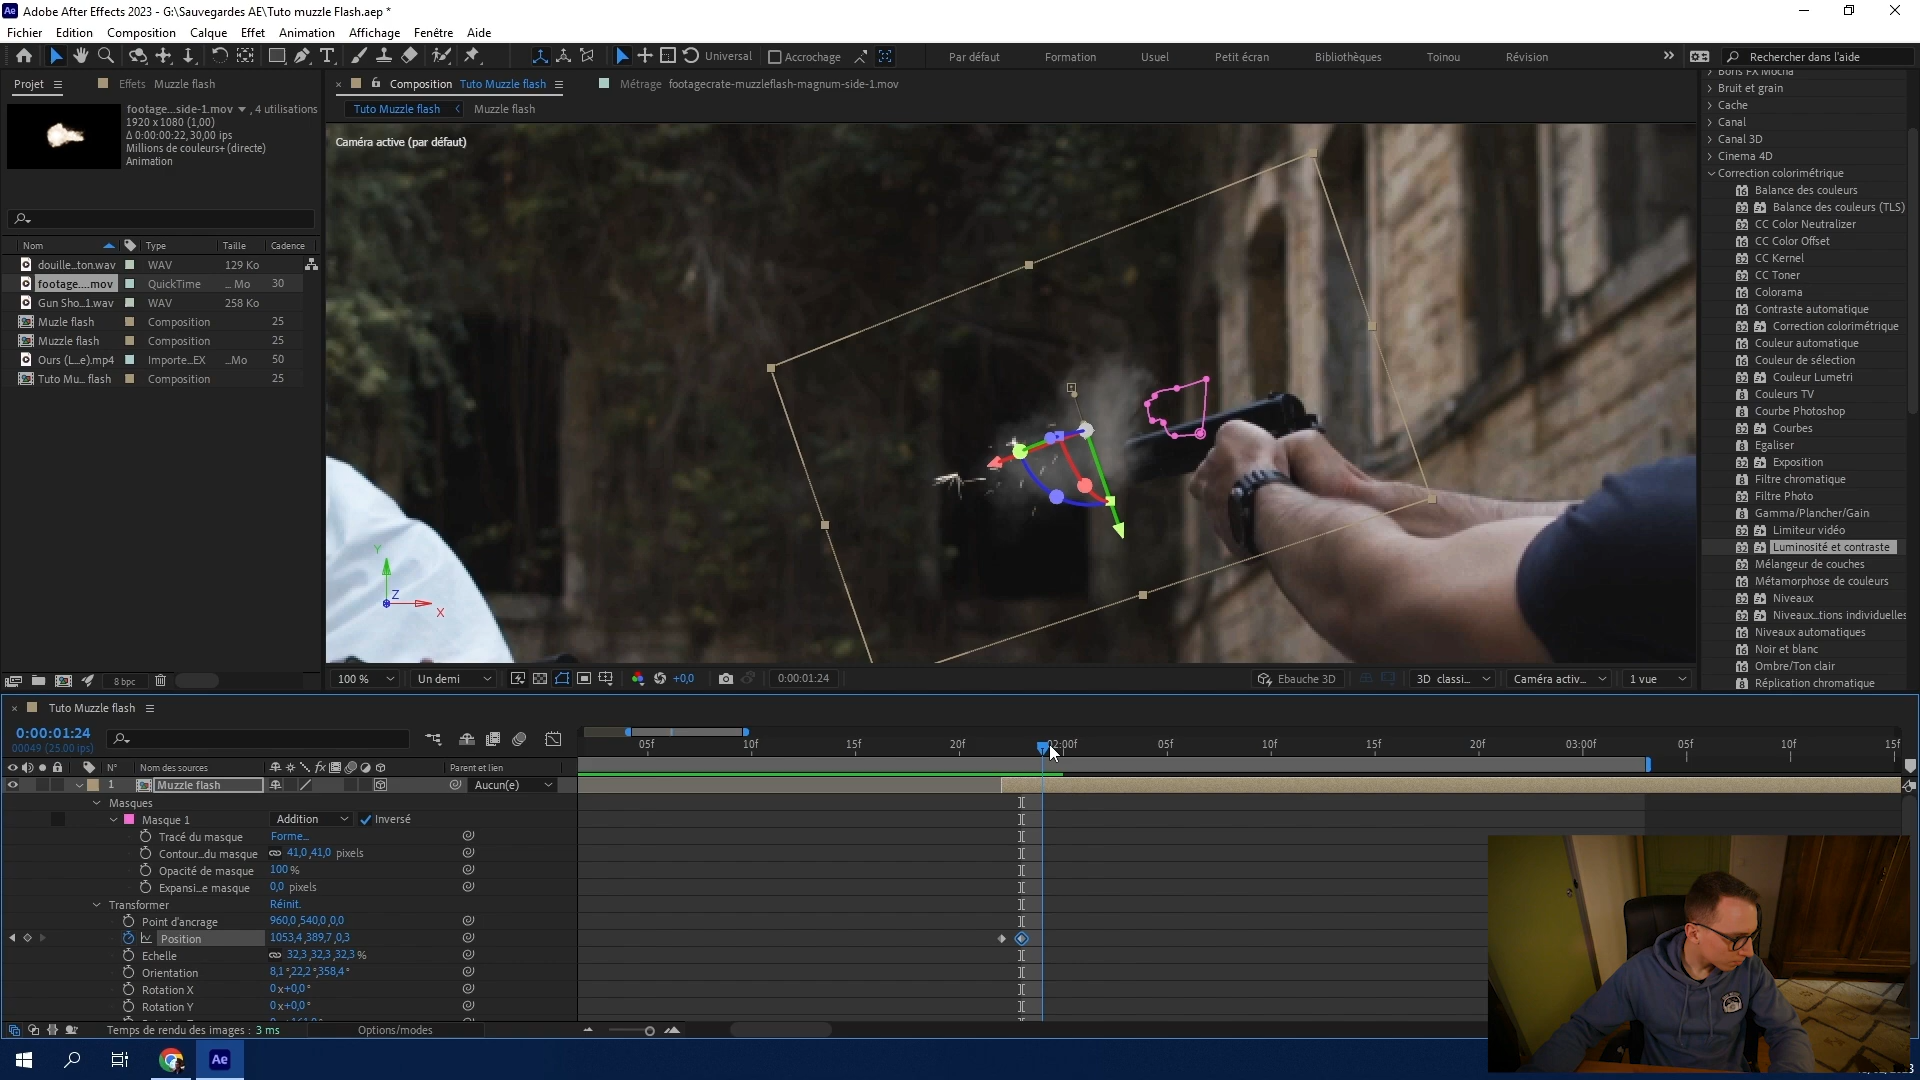 Ae Adobe After Effects 2023 - G:\Sauvegardes AE\Tuto muzzle Flash.aep *
Fichier Edition Composition Calque Effet Animation Affichage Fenêtre Aide
Universal Accrochage Par défaut Formation Usuel Petit écran Bibliothèques Toinou Révision Rechercher dans l'aide
Projet Effets Muzzle flash
Composition Tuto Muzzle flash Métrage footagecrate-muzzleflash-magnum-side-1.mov
Tuto Muzzle flash Muzzle flash
footage...side-1.mov , 4 utilisations
1920 x 1080 (1,00)
Δ 0:00:00:22, 30,00 ips
Millions de couleurs+ (directe)
Animation
Nom Type Taille Cadence
douille...ton.wav WAV 129 Ko
footage....mov QuickTime ... Mo 30
Gun Sho...1.wav WAV 258 Ko
Muzle flash Composition 25
Muzzle flash Composition 25
Ours (L...e).mp4 Importe...EX ...Mo 50
Tuto Mu... flash Composition 25
8 bpc
Caméra active (par défaut)
Y
Z
X
100 % Un demi +0,0 0:00:01:24 Ebauche 3D 3D classi... Caméra activ... 1 vue
Boris FX Mocha
Bruit et grain
Cache
Canal
Canal 3D
Cinema 4D
Correction colorimétrique
Balance des couleurs
Balance des couleurs (TLS)
CC Color Neutralizer
CC Color Offset
CC Kernel
CC Toner
Colorama
Contraste automatique
Correction colorimétrique
Couleur automatique
Couleur de sélection
Couleur Lumetri
Couleurs TV
Courbe Photoshop
Courbes
Egaliser
Exposition
Filtre chromatique
Filtre Photo
Gamma/Plancher/Gain
Limiteur vidéo
Luminosité et contraste
Mélangeur de couches
Métamorphose de couleurs
Niveaux
Niveaux...tions individuelles
Niveaux automatiques
Noir et blanc
Ombre/Ton clair
Réplication chromatique
Tuto Muzzle flash
0:00:01:24
00049 (25.00 ips)
05f 10f 15f 20f 02:00f 05f 10f 15f 20f 03:00f 05f 10f 15f
N° Nom des sources fx Parent et lien
1 Muzzle flash Aucun(e)
Masques
Masque 1 Addition Inversé
Tracé du masque Forme...
Contour...du masque 41,0,41,0 pixels
Opacité de masque 100 %
Expansi...e masque 0,0 pixels
Transformer Réinit.
Point d'ancrage 960,0,540,0,0,0
Position 1053,4,389,7,0,3
Echelle 32,3,32,3,32,3 %
Orientation 8,1°,22,2°,358,4°
Rotation X 0x+0,0°
Rotation Y 0x+0,0°
Temps de rendu des images : 3 ms Options/modes
Ae